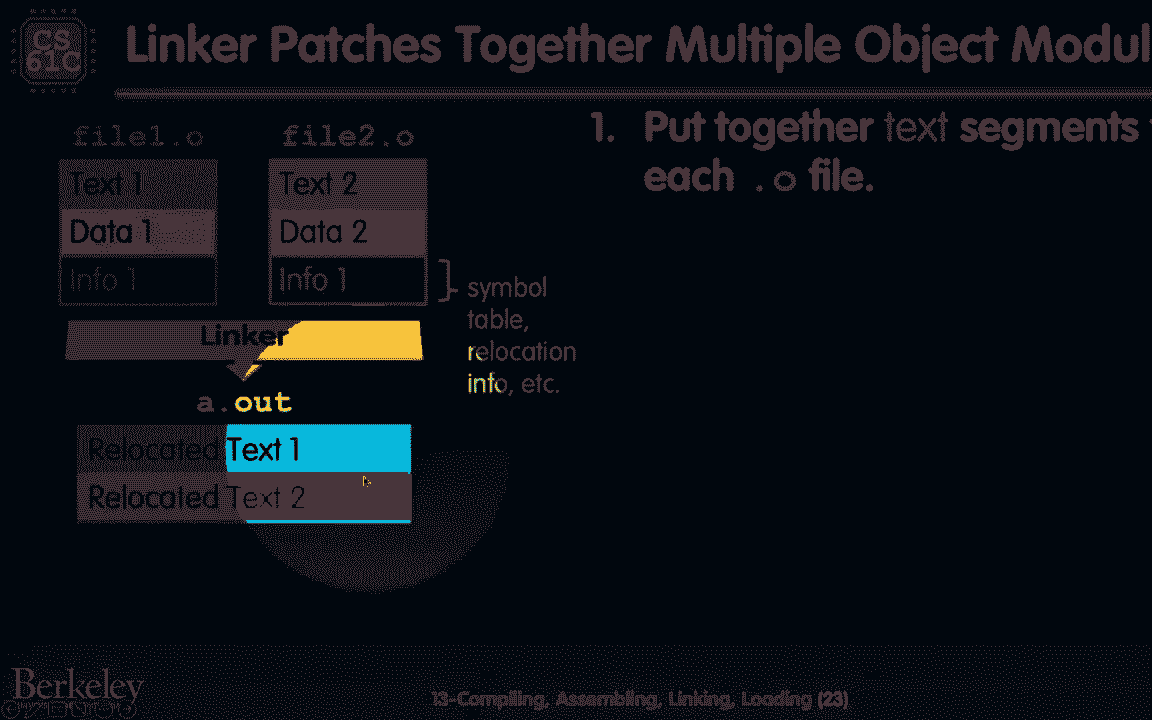 CS
61C
Linker Patches Together Multiple Object Modul
file1.o
file2.o
1. Put together text segments
each .o file.
Text 1
Text 2
Data 1
Data 2
Info 1
Info 1
symbol
table,
relocation
info, etc.
Linker
a.out
Relocated Text 1
Relocated Text 2
Berkeley
13-Compiling, Assembling, Linking, Loading (23)